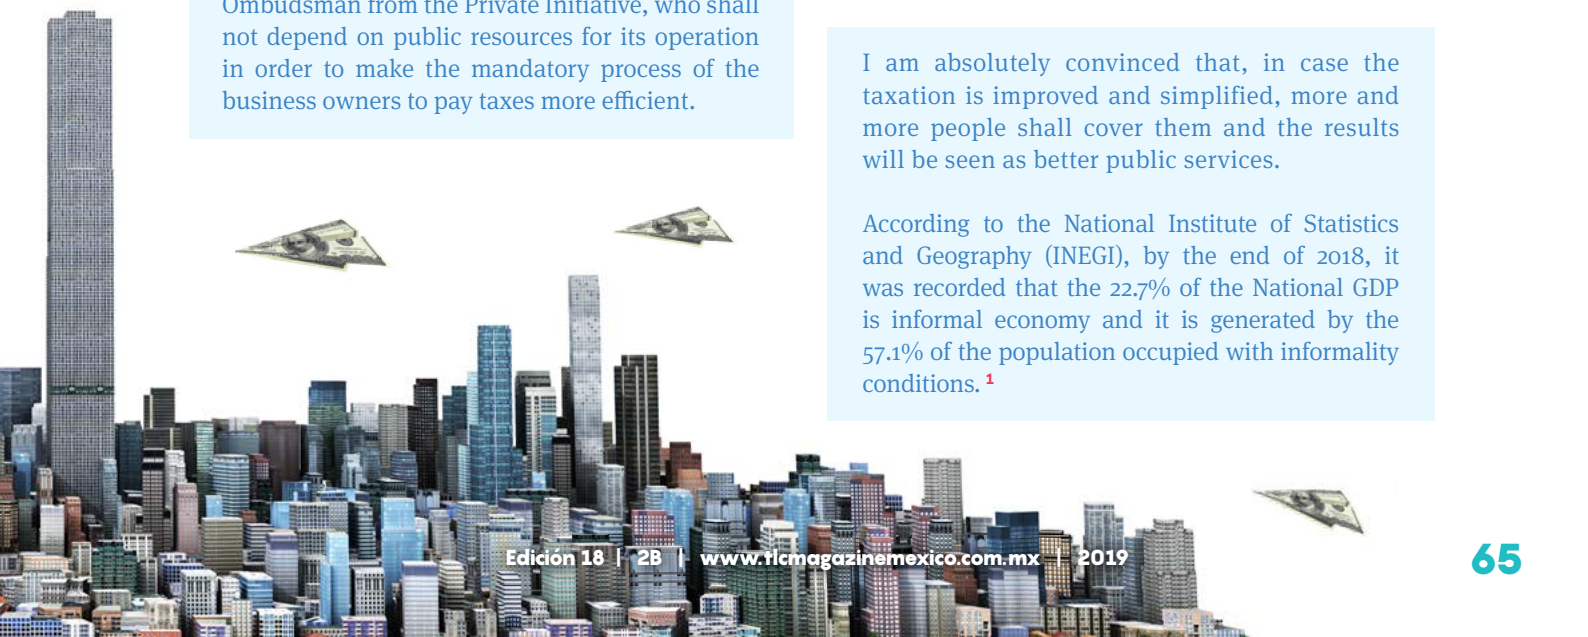 Ombudsman from the Private Initiative, who shall
not depend on public resources for its operation
in order to make the mandatory process of the
business owners to pay taxes more efficient.
I am absolutely convinced that, in case the
taxation is improved and simplified, more and
more people shall cover them and the results
will be seen as better public services.
According to the National Institute of Statistics
and Geography (INEGI), by the end of 2018, it
was recorded that the 22.7% of the National GDP
is informal economy and it is generated by the
57.1% of the population occupied with informality
conditions. 1
Edición 18 | 2B | www.tlcmagazinemexico.com.mx | 2019
65